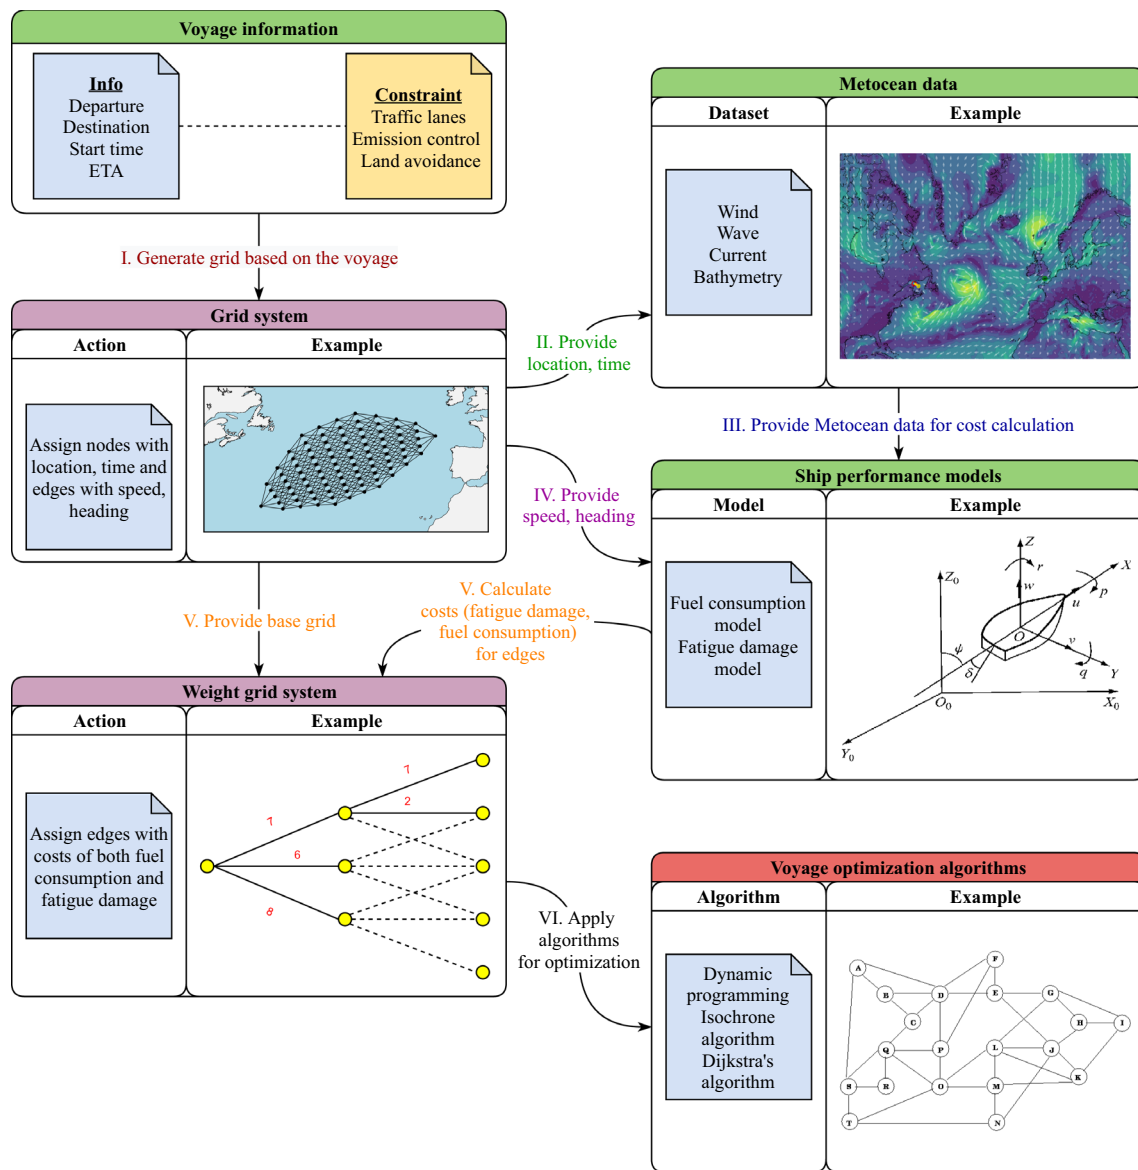 Voyage information
Info
Departure
Destination
Start time
ETA
Constraint
Traffic lanes
Emission control
Land avoidance
I. Generate grid based on the voyage
Metocean data
Dataset
Example
Wind
Wave
Current
Bathymetry
Grid system
Action
Example
Assign nodes with
location, time and
edges with speed,
heading
II. Provide
location, time
III. Provide Metocean data for cost calculation
IV. Provide
speed, heading
Ship performance models
Model
Example
Fuel consumption
model
Fatigue damage
model
Z
r
X
Z₀
w
p
u
O
ψ
v
δ
q
Y
O₀
X₀
Y₀
V. Provide base grid
V. Calculate
costs (fatigue damage,
fuel consumption)
for edges
Weight grid system
Action
Example
Assign edges with
costs of both fuel
consumption and
fatigue damage
7
7
2
6
8
VI. Apply
algorithms
for optimization
Voyage optimization algorithms
Algorithm
Example
Dynamic
programming
Isochrone
algorithm
Dijkstra's
algorithm
A
F
B
D
E
G
C
H
I
Q
P
L
J
S
R
O
M
K
T
N